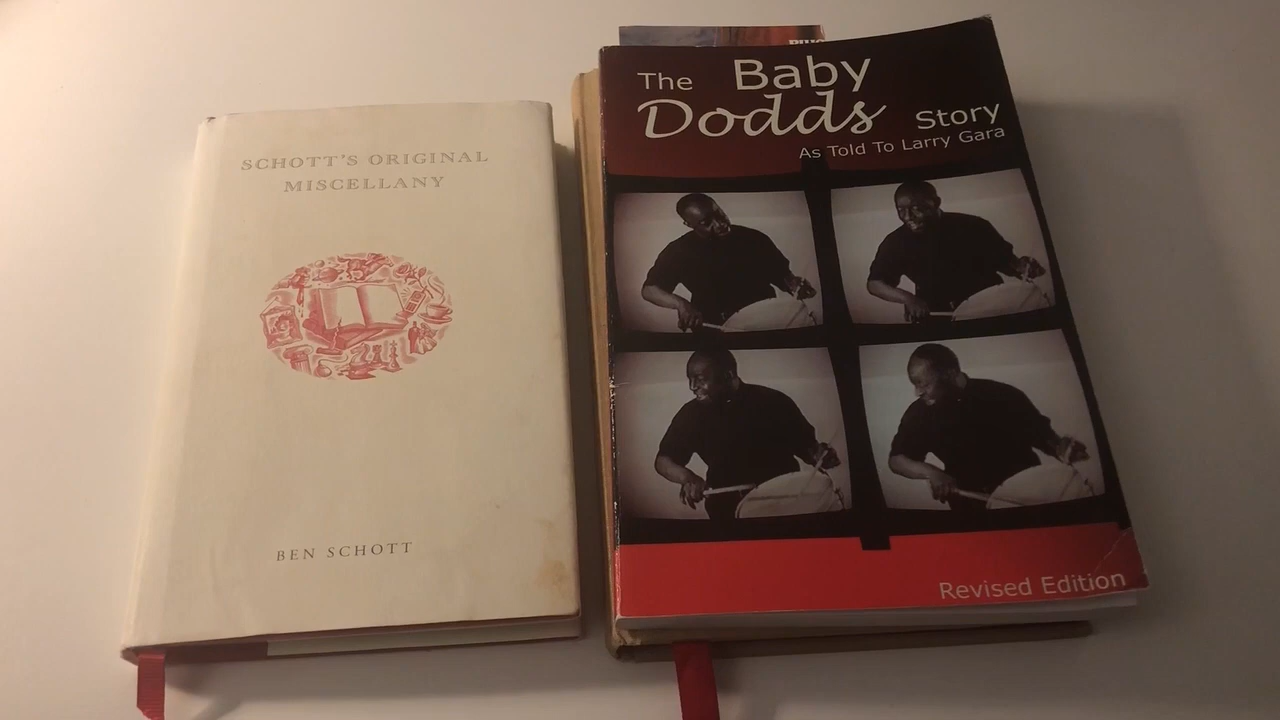 SCHOTT'S ORIGINAL
MISCELLANY
BEN SCHOTT
The Baby
Dodds Story
As Told To Larry Gara
Revised Edition